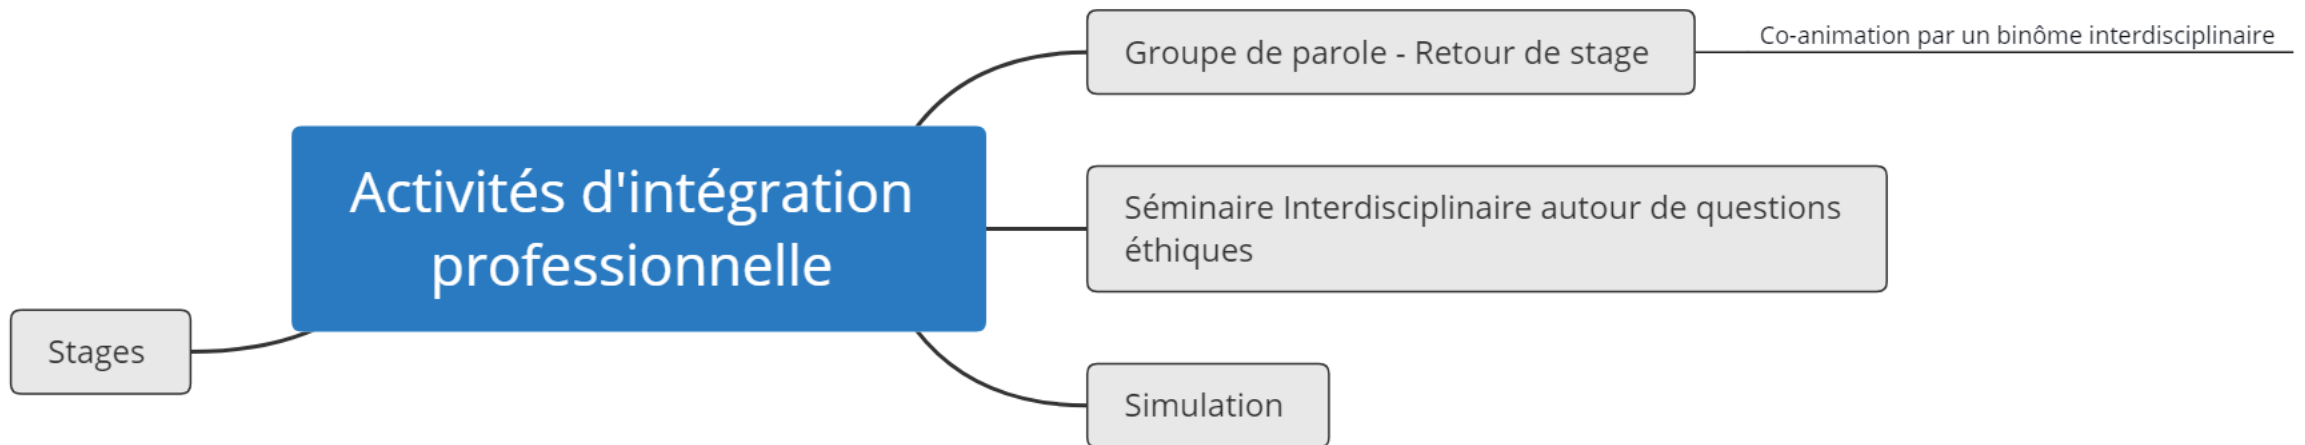 Groupe de parole - Retour de stage
Co-animation par un binôme interdisciplinaire
Activités d'intégration
professionnelle
Séminaire Interdisciplinaire autour de questions
éthiques
Stages
Simulation